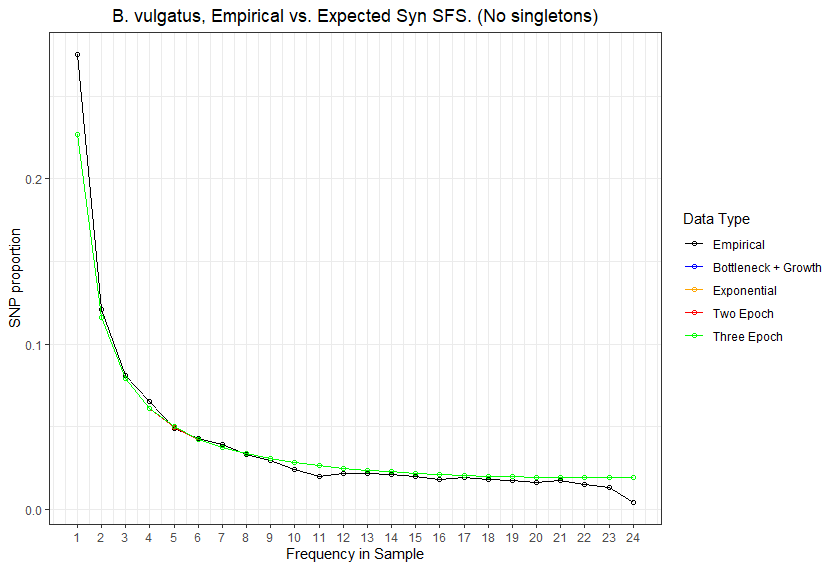 B. vulgatus, Empirical vs. Expected Syn SFS. (No singletons)
SNP proportion
0.2
0.1
0.0
1 2 3 4 5 6 7 8 9 10 11 12 13 14 15 16 17 18 19 20 21 22 23 24
Frequency in Sample
Data Type
Empirical
Bottleneck + Growth
Exponential
Two Epoch
Three Epoch